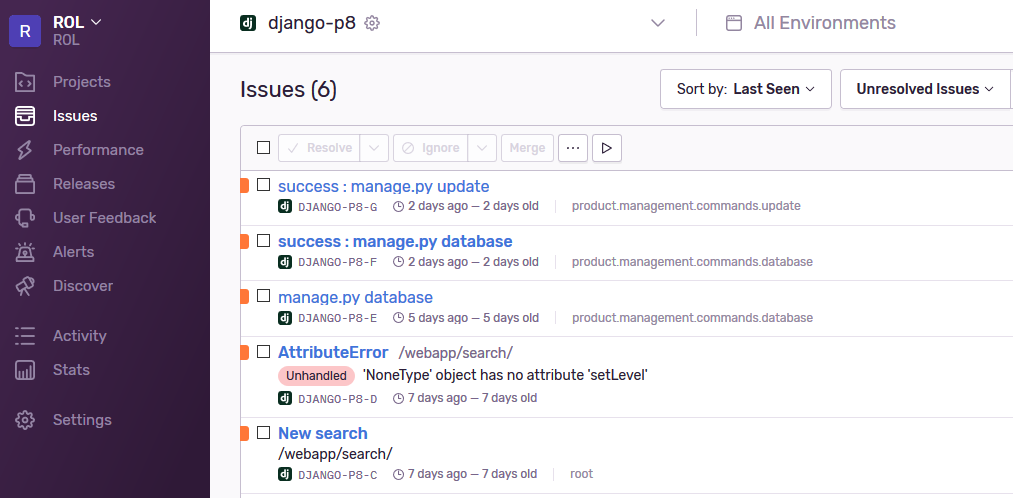 R ROL
ROL
Projects
Issues
Performance
Releases
User Feedback
Alerts
Discover
Activity
Stats
Settings
dj django-p8 All Environments
Issues (6) Sort by: Last Seen Unresolved Issues
Resolve Ignore Merge ...
success : manage.py update
dj DJANGO-P8-G 2 days ago — 2 days old product.management.commands.update
success : manage.py database
dj DJANGO-P8-F 2 days ago — 2 days old product.management.commands.database
manage.py database
dj DJANGO-P8-E 5 days ago — 5 days old product.management.commands.database
AttributeError /webapp/search/
Unhandled 'NoneType' object has no attribute 'setLevel'
dj DJANGO-P8-D 7 days ago — 7 days old
New search
/webapp/search/
dj DJANGO-P8-C 7 days ago — 7 days old root